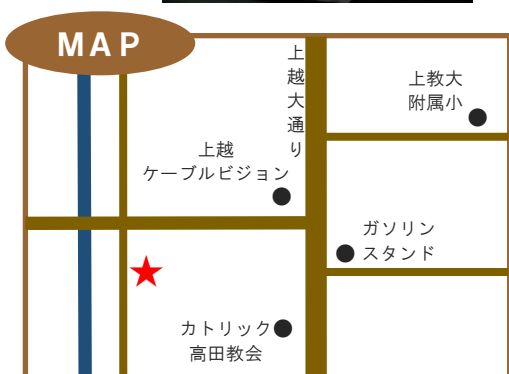 MAP
上越大通り
上教大
附属小
上越
ケーブルビジョン
ガソリン
スタンド
カトリック
高田教会